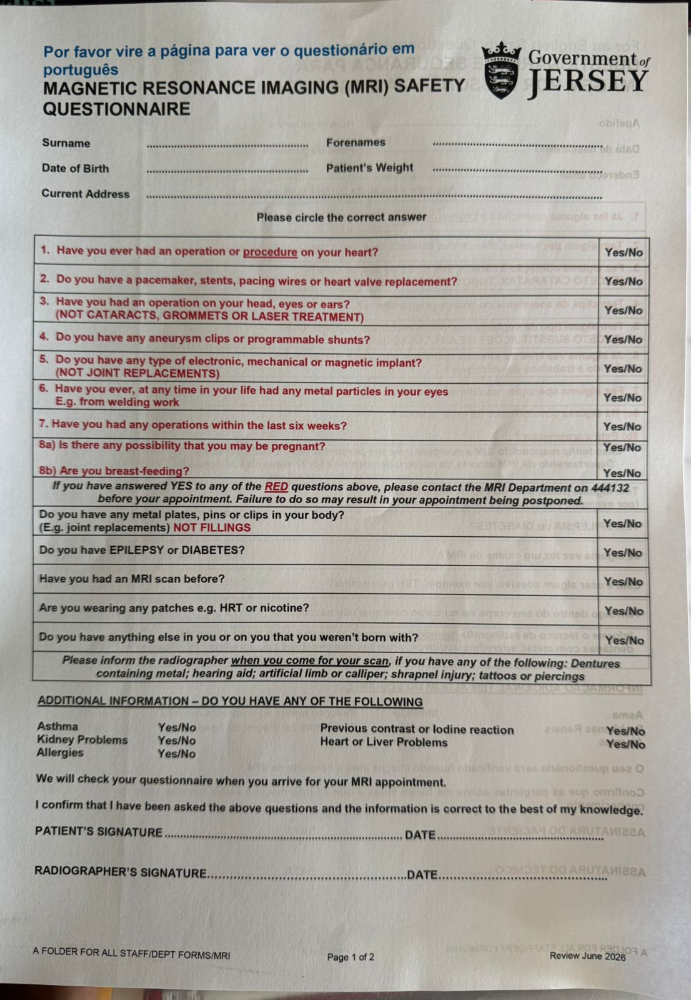 Por favor vire a página para ver o questionário em
português
MAGNETIC RESONANCE IMAGING (MRI) SAFETY
QUESTIONNAIRE
Government of
JERSEY
Surname ........................ Forenames ........................
Date of Birth ........................ Patient's Weight ........................
Current Address ........................
Please circle the correct answer
1. Have you ever had an operation or procedure on your heart? Yes/No
2. Do you have a pacemaker, stents, pacing wires or heart valve replacement? Yes/No
3. Have you had an operation on your head, eyes or ears?
(NOT CATARACTS, GROMMETS OR LASER TREATMENT) Yes/No
4. Do you have any aneurysm clips or programmable shunts? Yes/No
5. Do you have any type of electronic, mechanical or magnetic implant?
(NOT JOINT REPLACEMENTS) Yes/No
6. Have you ever, at any time in your life had any metal particles in your eyes
E.g. from welding work Yes/No
7. Have you had any operations within the last six weeks? Yes/No
8a) Is there any possibility that you may be pregnant? Yes/No
8b) Are you breast-feeding? Yes/No
If you have answered YES to any of the RED questions above, please contact the MRI Department on 444132
before your appointment. Failure to do so may result in your appointment being postponed.
Do you have any metal plates, pins or clips in your body?
(E.g. joint replacements) NOT FILLINGS Yes/No
Do you have EPILEPSY or DIABETES? Yes/No
Have you had an MRI scan before? Yes/No
Are you wearing any patches e.g. HRT or nicotine? Yes/No
Do you have anything else in you or on you that you weren't born with? Yes/No
Please inform the radiographer when you come for your scan, if you have any of the following: Dentures
containing metal; hearing aid; artificial limb or calliper; shrapnel injury; tattoos or piercings
ADDITIONAL INFORMATION – DO YOU HAVE ANY OF THE FOLLOWING
Asthma Yes/No Previous contrast or Iodine reaction Yes/No
Kidney Problems Yes/No Heart or Liver Problems Yes/No
Allergies Yes/No
We will check your questionnaire when you arrive for your MRI appointment.
I confirm that I have been asked the above questions and the information is correct to the best of my knowledge.
PATIENT'S SIGNATURE ........................ DATE ........................
RADIOGRAPHER'S SIGNATURE ........................ DATE ........................
A FOLDER FOR ALL STAFF/DEPT FORMS/MRI Page 1 of 2 Review June 2026